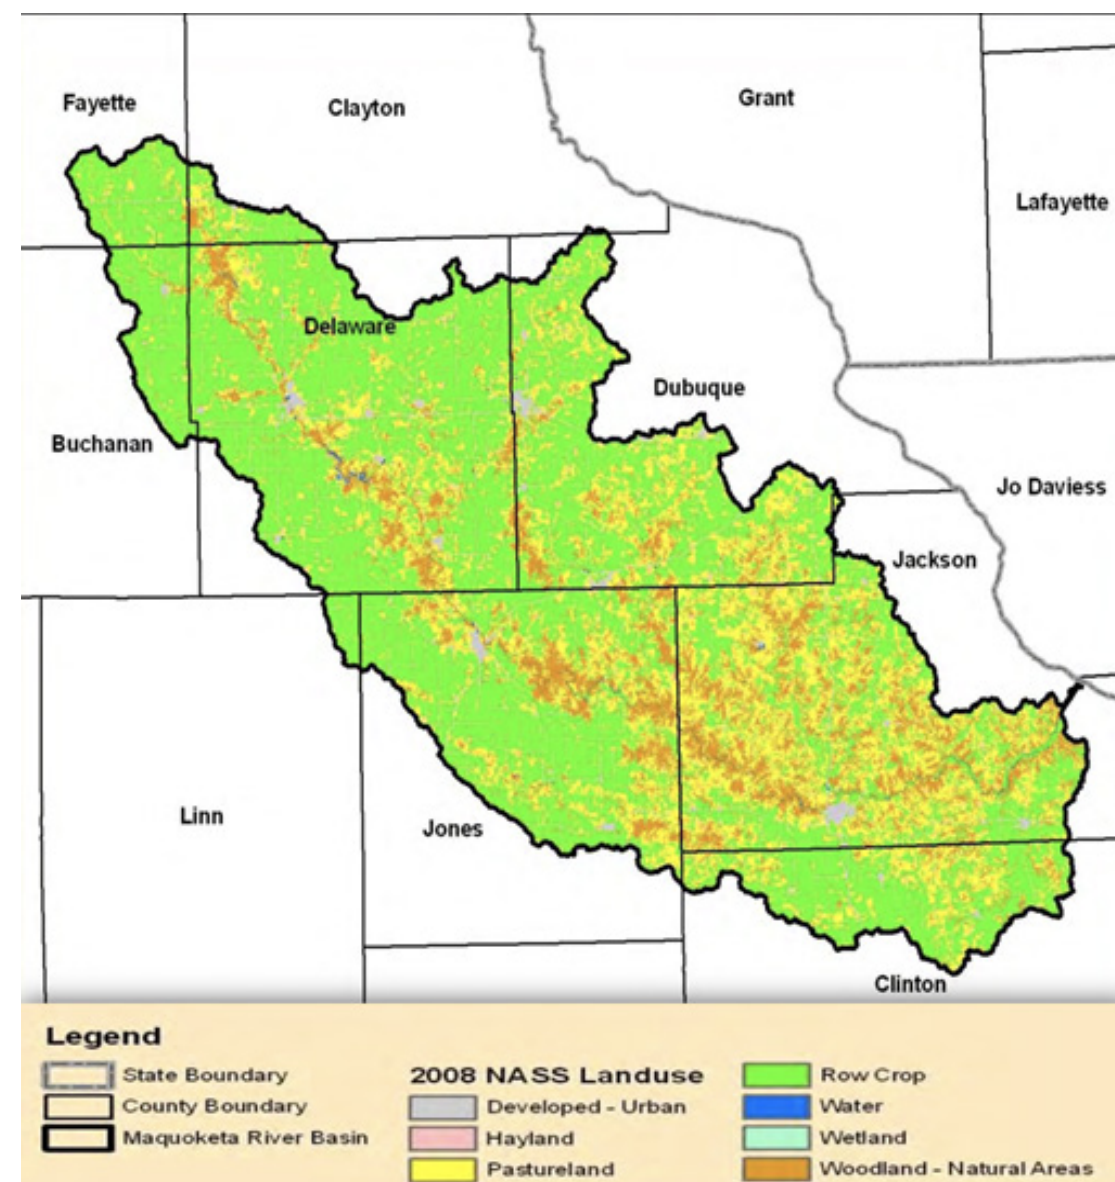 Fayette
Clayton
Grant
Lafayette
Delaware
Dubuque
Buchanan
Jo Daviess
Jackson
Linn
Jones
Clinton
Legend
State Boundary
County Boundary
Maquoketa River Basin
2008 NASS Landuse
Developed - Urban
Hayland
Pastureland
Row Crop
Water
Wetland
Woodland - Natural Areas